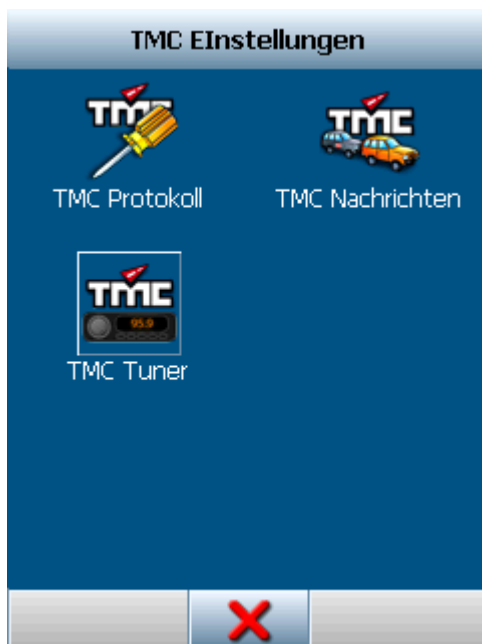 TMC EInstellungen
TMC
TMC
TMC Protokoll
TMC Nachrichten
TMC
95.9
TMC Tuner